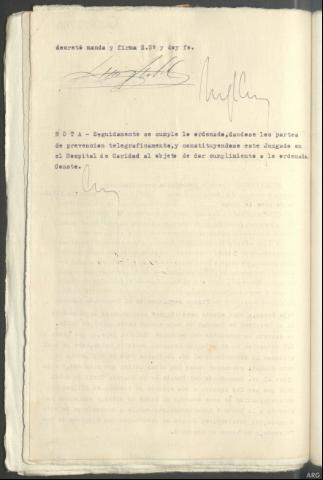 decretó manda y firma S.Sª y doy fe.
NOTA - Seguidamente se cumple lo ordenado,dandose los partes
de prevencion telegraficamente,y constituyendose este Juzgado en
el Hospital de Caridad al objeto de dar cumplimiento a lo ordenado
Conste.
ARG